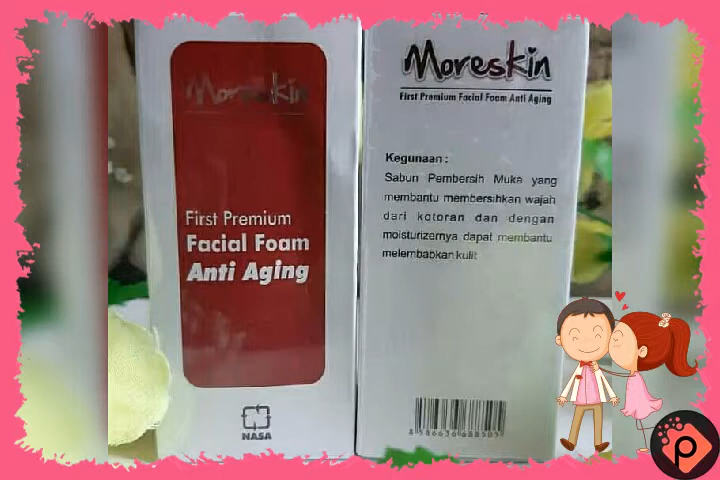 Moreskin
First Premium
Facial Foam
Anti Aging
NASA
Moreskin
First Premium Facial Foam Anti Aging
Kegunaan :
Sabun Pembersih Muka yang
membantu membersihkan wajah
dari kotoran dan dengan
moisturizernya dapat membantu
melembabkan kulit